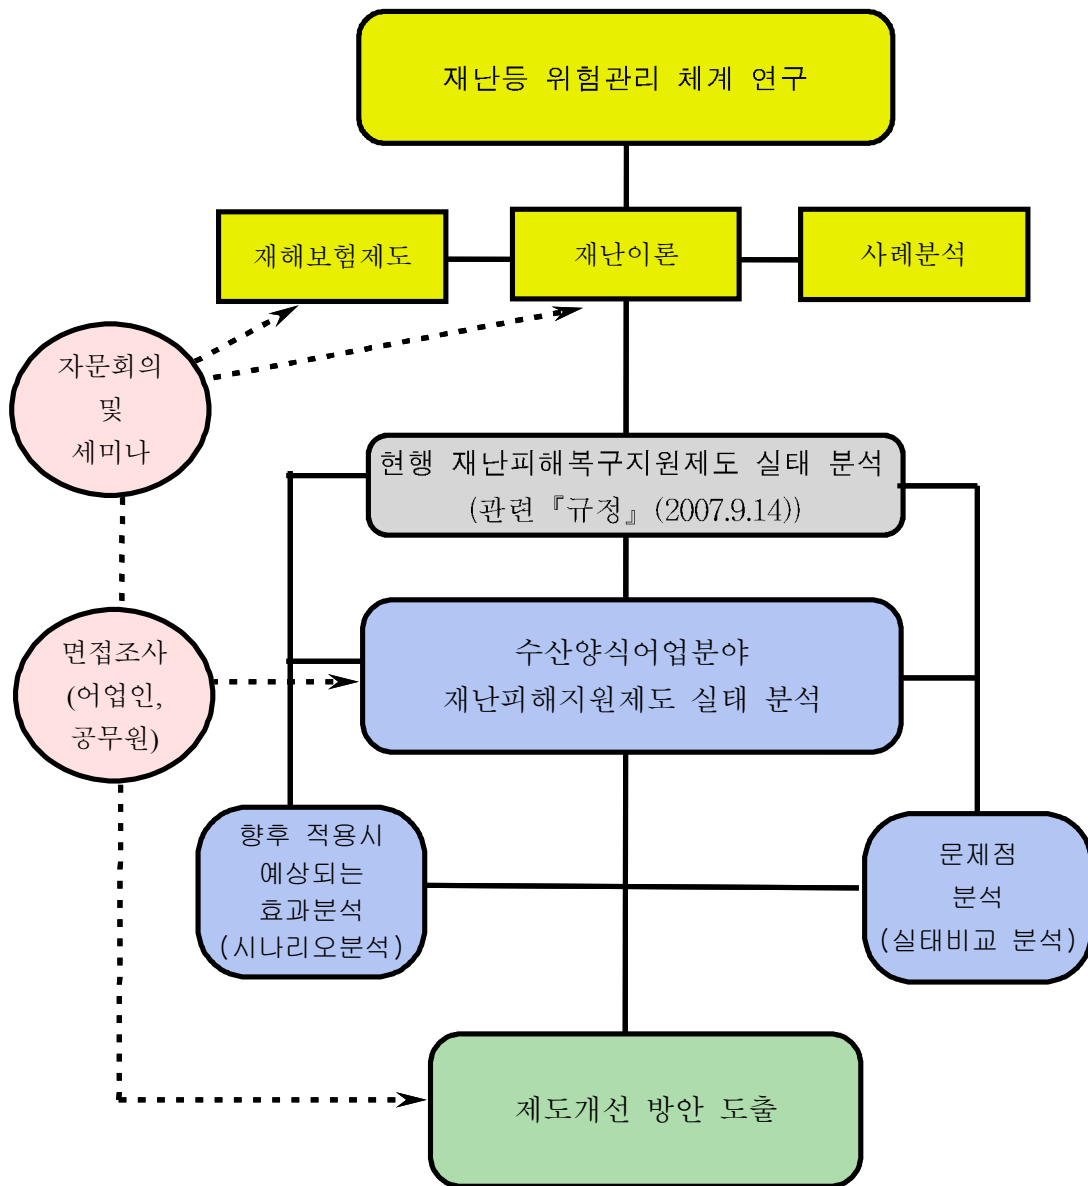 재난등 위험관리 체계 연구
재해보험제도
재난이론
사례분석
자문회의
및
세미나
현행 재난피해복구지원제도 실태 분석
(관련『규정』(2007.9.14))
면접조사
(어업인,
공무원)
수산양식어업분야
재난피해지원제도 실태 분석
향후 적용시
예상되는
효과분석
(시나리오분석)
문제점
분석
(실태비교 분석)
제도개선 방안 도출